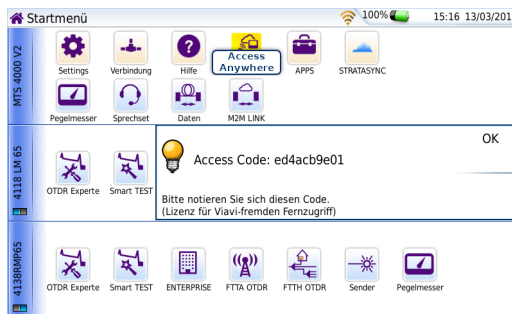 Startmenü
100%
15:16 13/03/201
MTS 4000 V2
Settings
Verbindung
Hilfe
Access
Anywhere
APPS
STRATASYNC
Pegelmesser
Sprechset
Daten
M2M LINK
4118 LM 65
OTDR Experte
Smart TEST
OK
Access Code: ed4acb9e01
Bitte notieren Sie sich diesen Code.
(Lizenz für Viavi-fremden Fernzugriff)
4138RMP65
OTDR Experte
Smart TEST
ENTERPRISE
FTTA OTDR
FTTH OTDR
Sender
Pegelmesser